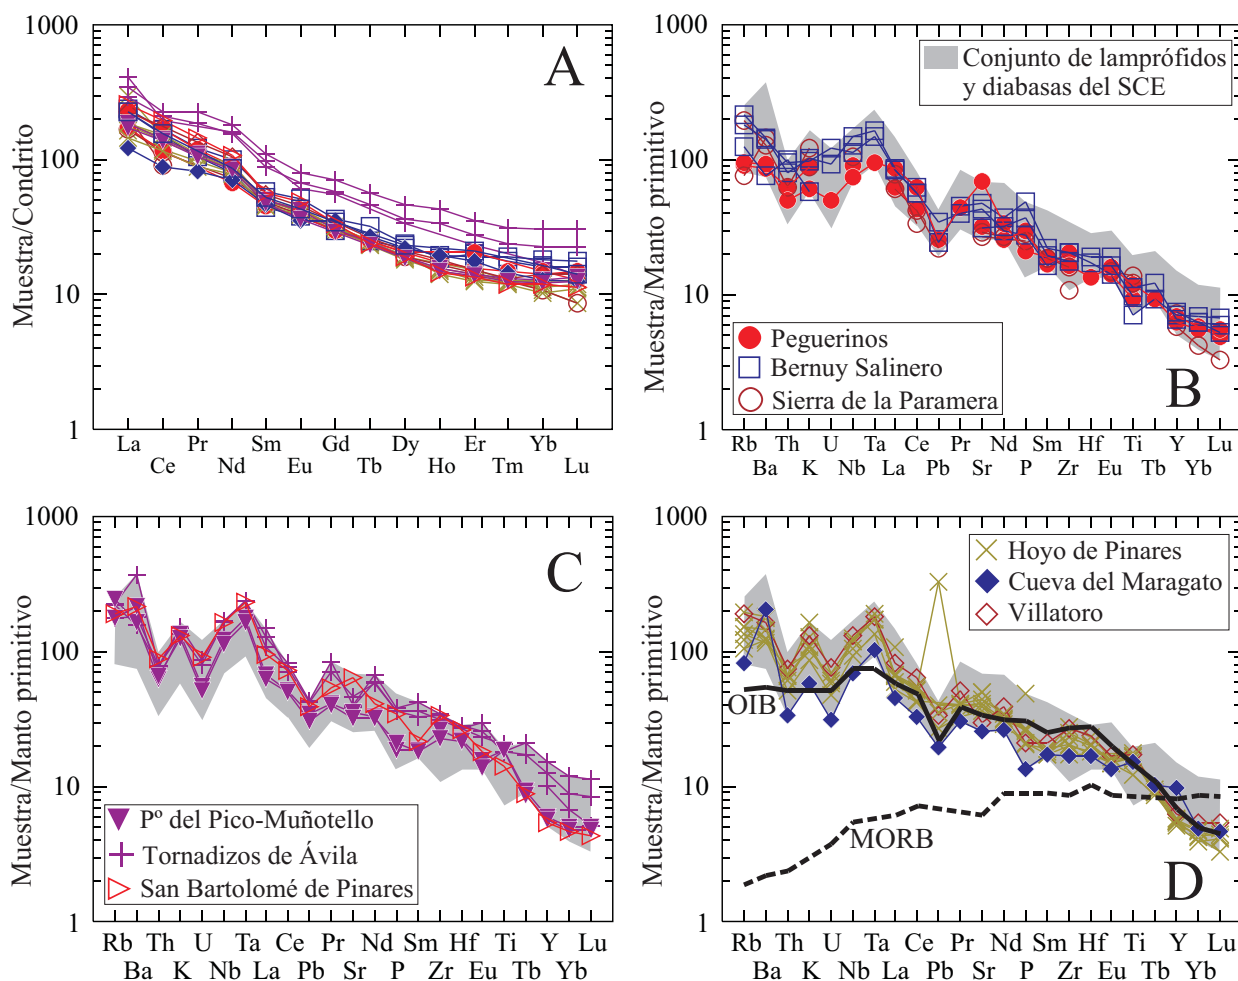 1000
100
10
1
Muestra/Condrito
A
La Pr Sm Gd Dy Er Yb
Ce Nd Eu Tb Ho Tm Lu
1000
100
10
1
Muestra/Manto primitivo
Conjunto de lamprófidos
y diabasas del SCE
Peguerinos
Bernuy Salinero
Sierra de la Paramera
B
Rb Th U Ta Ce Pr Nd Sm Hf Ti Y Lu
Ba K Nb La Pb Sr P Zr Eu Tb Yb
1000
100
10
1
Muestra/Manto primitivo
C
Pº del Pico-Muñotello
Tornadizos de Ávila
San Bartolomé de Pinares
Rb Th U Ta Ce Pr Nd Sm Hf Ti Y Lu
Ba K Nb La Pb Sr P Zr Eu Tb Yb
1000
100
10
1
Muestra/Manto primitivo
Hoyo de Pinares
Cueva del Maragato
Villatoro
OIB
MORB
D
Rb Th U Ta Ce Pr Nd Sm Hf Ti Y Lu
Ba K Nb La Pb Sr P Zr Eu Tb Yb